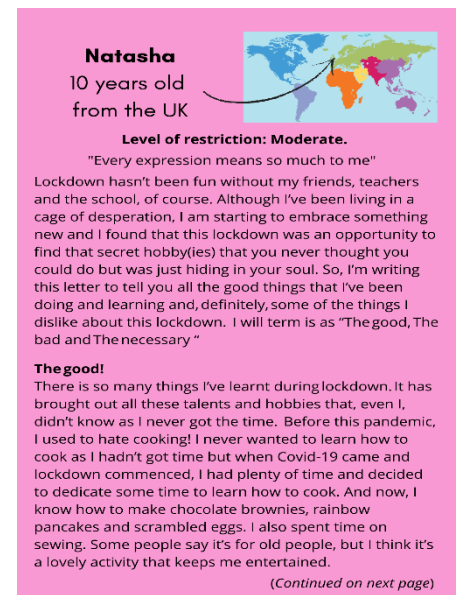 Natasha
10 years old
from the UK
Level of restriction: Moderate.
"Every expression means so much to me"
Lockdown hasn't been fun without my friends, teachers
and the school, of course. Although I've been living in a
cage of desperation, I am starting to embrace something
new and I found that this lockdown was an opportunity to
find that secret hobby(ies) that you never thought you
could do but was just hiding in your soul. So, I'm writing
this letter to tell you all the good things that I've been
doing and learning and, definitely, some of the things I
dislike about this lockdown. I will term is as "The good, The
bad and The necessary "
The good!
There is so many things I've learnt during lockdown. It has
brought out all these talents and hobbies that, even I,
didn't know as I never got the time. Before this pandemic,
I used to hate cooking! I never wanted to learn how to
cook as I hadn't got time but when Covid-19 came and
lockdown commenced, I had plenty of time and decided
to dedicate some time to learn how to cook. And now, I
know how to make chocolate brownies, rainbow
pancakes and scrambled eggs. I also spent time on
sewing. Some people say it's for old people, but I think it's
a lovely activity that keeps me entertained.
(Continued on next page)